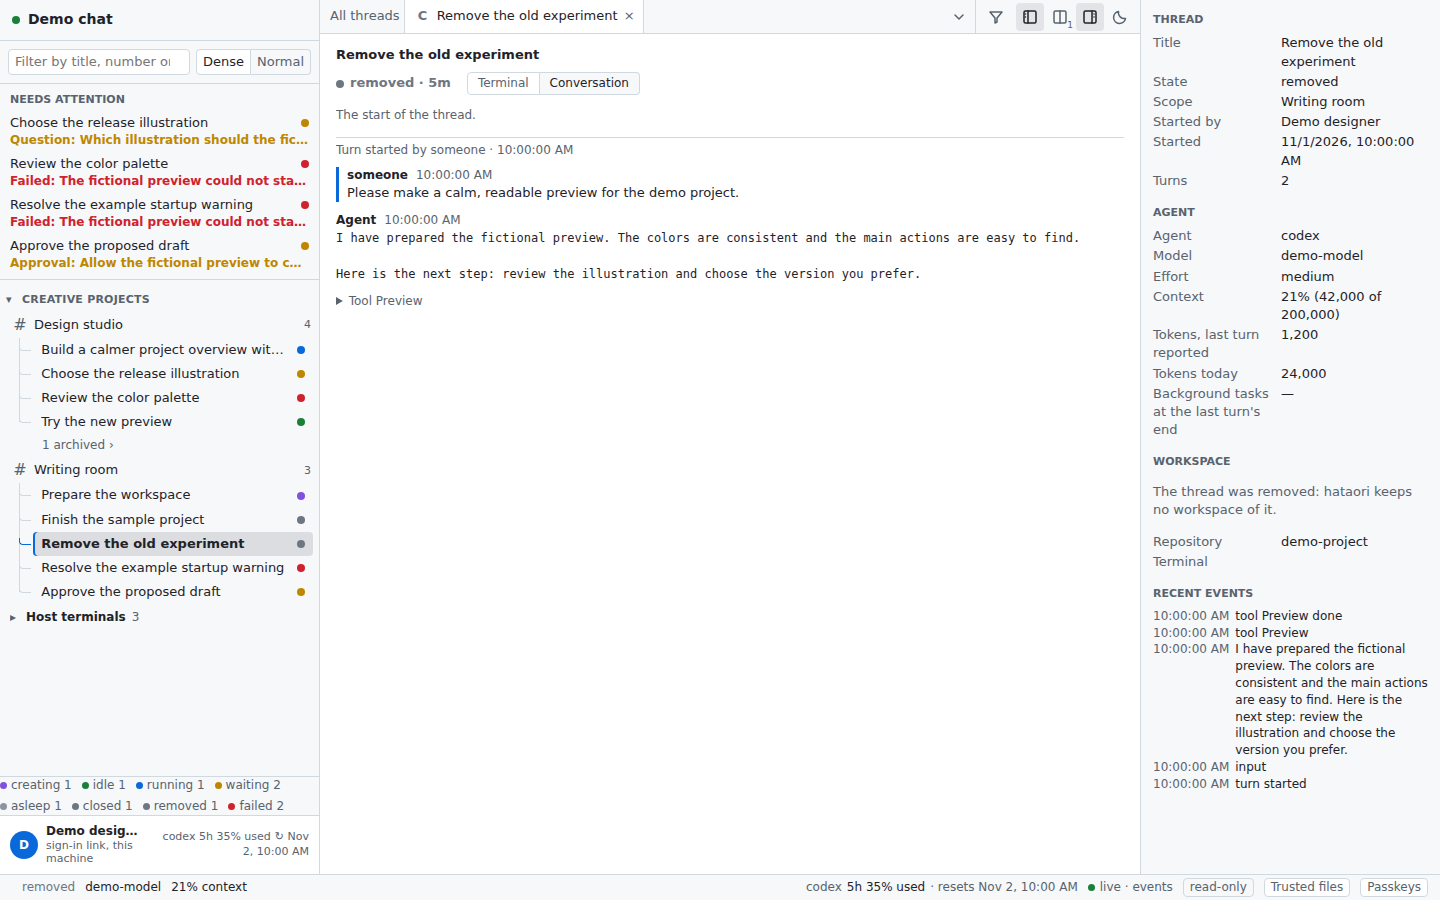 Demo chat
Filter by title, number or
Dense
Normal
NEEDS ATTENTION
Choose the release illustration
Question: Which illustration should the fic…
Review the color palette
Failed: The fictional preview could not sta…
Resolve the example startup warning
Failed: The fictional preview could not sta…
Approve the proposed draft
Approval: Allow the fictional preview to c…
CREATIVE PROJECTS
# Design studio 4
Build a calmer project overview wit…
Choose the release illustration
Review the color palette
Try the new preview
1 archived ›
# Writing room 3
Prepare the workspace
Finish the sample project
Remove the old experiment
Resolve the example startup warning
Approve the proposed draft
Host terminals 3
creating 1 idle 1 running 1 waiting 2
asleep 1 closed 1 removed 1 failed 2
D
Demo desig…
sign-in link, this
machine
codex 5h 35% used ↻ Nov
2, 10:00 AM
All threads
C Remove the old experiment ×
1
Remove the old experiment
removed · 5m
Terminal
Conversation
The start of the thread.
Turn started by someone · 10:00:00 AM
someone 10:00:00 AM
Please make a calm, readable preview for the demo project.
Agent 10:00:00 AM
I have prepared the fictional preview. The colors are consistent and the main actions are easy to find.
Here is the next step: review the illustration and choose the version you prefer.
Tool Preview
THREAD
Title Remove the old
experiment
State removed
Scope Writing room
Started by Demo designer
Started 11/1/2026, 10:00:00
AM
Turns 2
AGENT
Agent codex
Model demo-model
Effort medium
Context 21% (42,000 of
200,000)
Tokens, last turn 1,200
reported
Tokens today 24,000
Background tasks —
at the last turn's
end
WORKSPACE
The thread was removed: hataori keeps
no workspace of it.
Repository demo-project
Terminal
RECENT EVENTS
10:00:00 AM tool Preview done
10:00:00 AM tool Preview
10:00:00 AM I have prepared the fictional
preview. The colors are
consistent and the main actions
are easy to find. Here is the
next step: review the
illustration and choose the
version you prefer.
10:00:00 AM input
10:00:00 AM turn started
removed demo-model 21% context
codex 5h 35% used · resets Nov 2, 10:00 AM
live · events
read-only
Trusted files
Passkeys